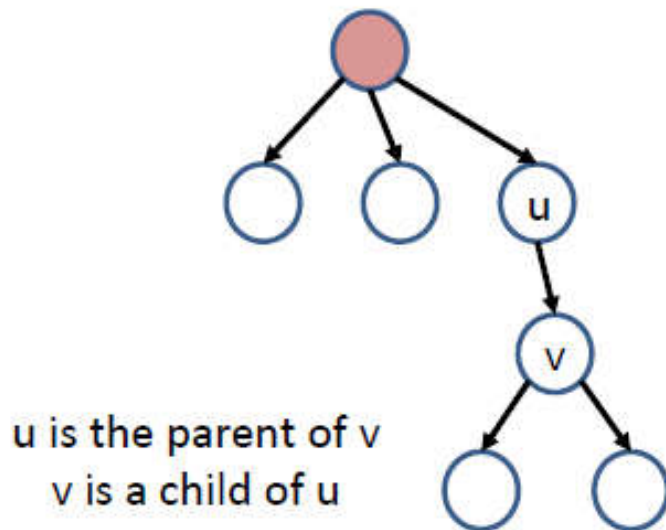 u
v
u is the parent of v
v is a child of u